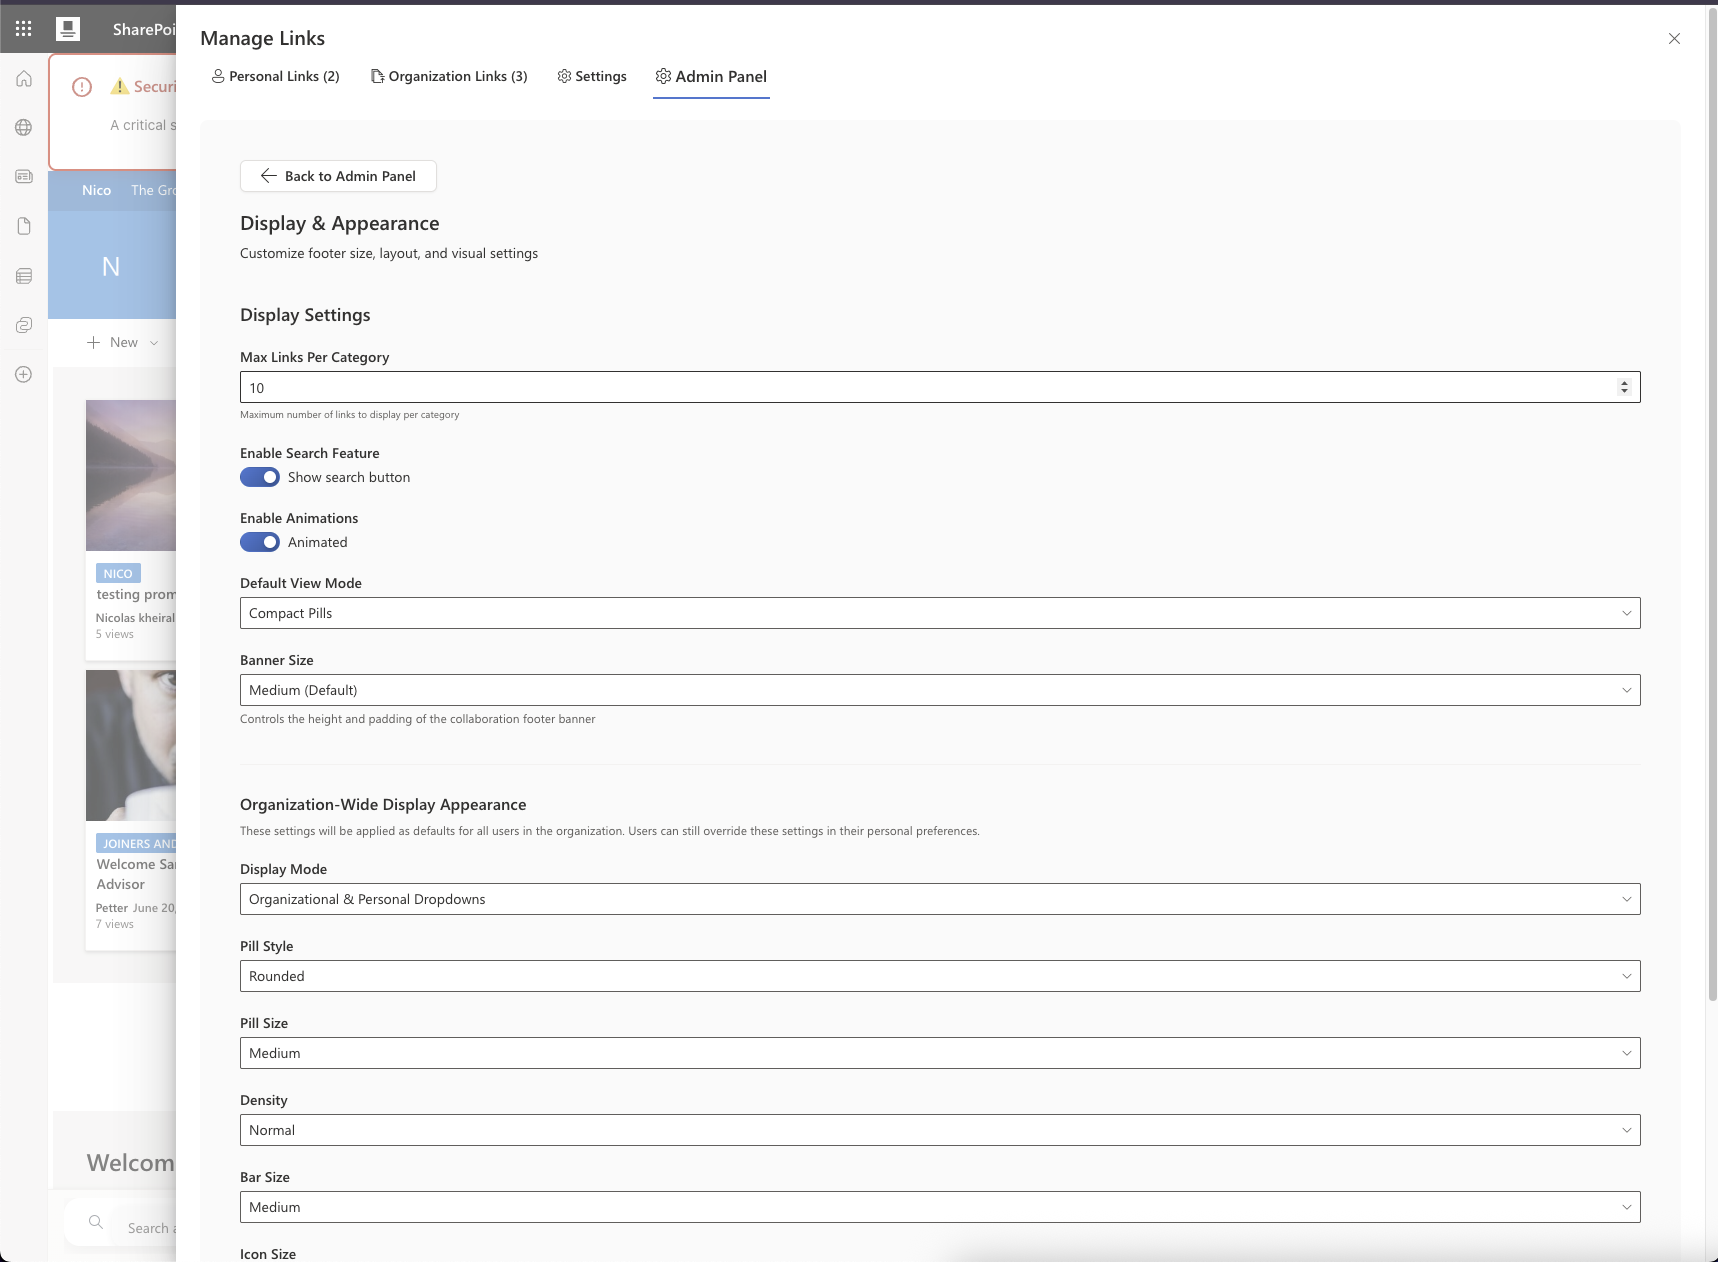 SharePoi
Manage Links
Personal Links (2)
Organization Links (3)
Settings
Admin Panel
Securi
A critical s
Nico
The Gro
N
New
NICO
testing prom
Nicolas kheiral
5 views
JOINERS AND
Welcome Sar
Advisor
Petter June 20,
7 views
Welcom
Search a
Back to Admin Panel
Display & Appearance
Customize footer size, layout, and visual settings
Display Settings
Max Links Per Category
10
Maximum number of links to display per category
Enable Search Feature
Show search button
Enable Animations
Animated
Default View Mode
Compact Pills
Banner Size
Medium (Default)
Controls the height and padding of the collaboration footer banner
Organization-Wide Display Appearance
These settings will be applied as defaults for all users in the organization. Users can still override these settings in their personal preferences.
Display Mode
Organizational & Personal Dropdowns
Pill Style
Rounded
Pill Size
Medium
Density
Normal
Bar Size
Medium
Icon Size